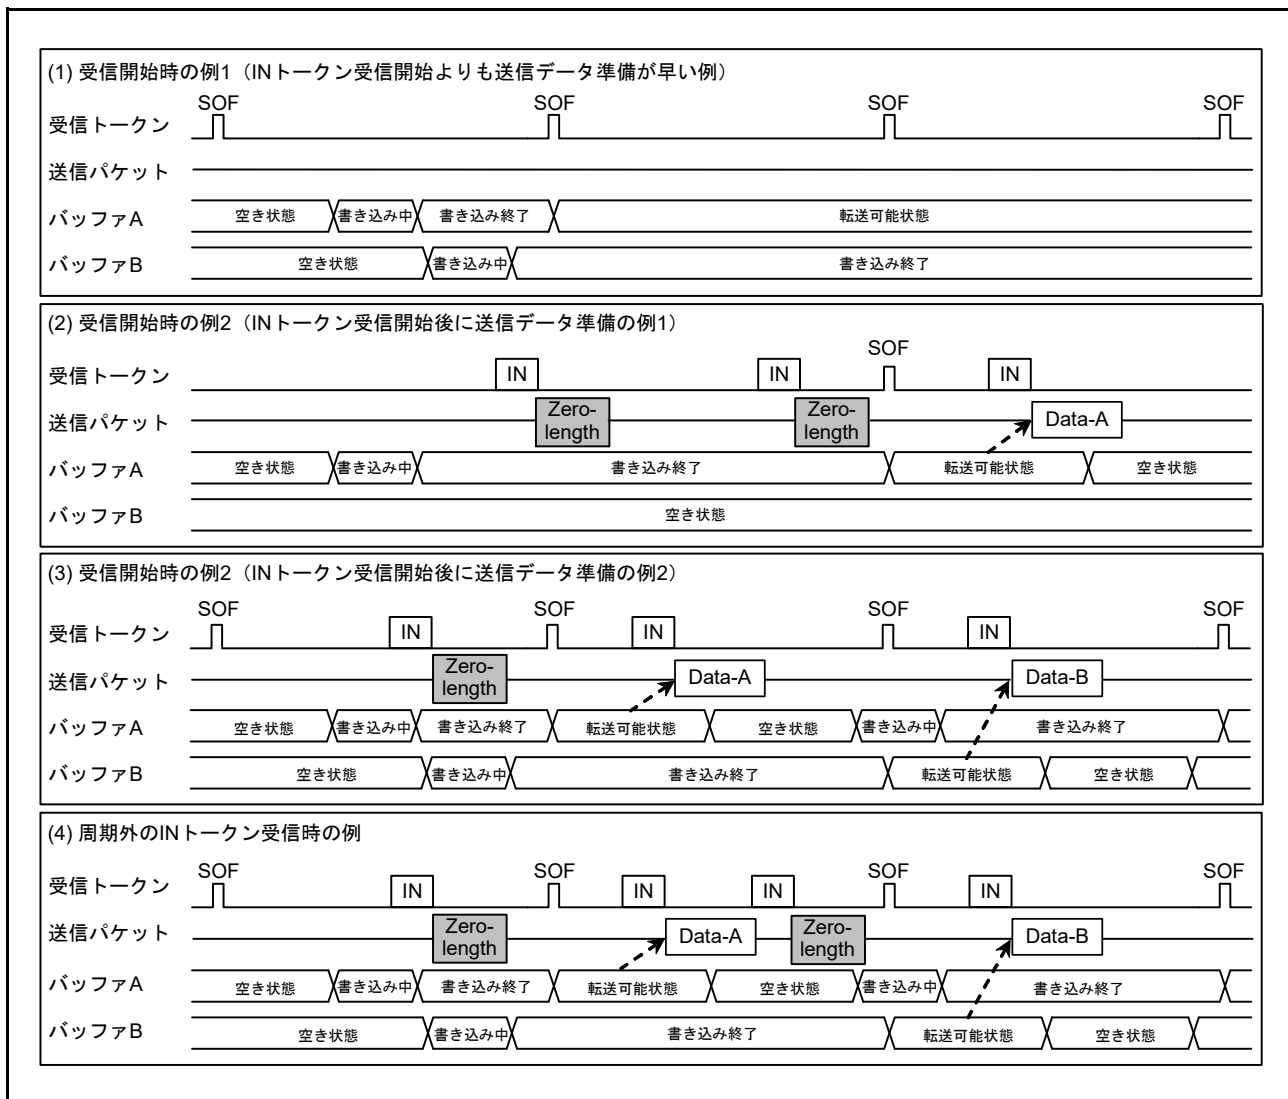 (1) 受信開始時の例1（INトークン受信開始よりも送信データ準備が早い例）
SOF SOF SOF SOF
受信トークン
送信パケット
バッファA 空き状態 書き込み中 書き込み終了 転送可能状態
バッファB 空き状態 書き込み中 書き込み終了
(2) 受信開始時の例2（INトークン受信開始後に送信データ準備の例1）
SOF
受信トークン IN IN IN
送信パケット Zero-length Zero-length Data-A
バッファA 空き状態 書き込み中 書き込み終了 転送可能状態 空き状態
バッファB 空き状態
(3) 受信開始時の例2（INトークン受信開始後に送信データ準備の例2）
SOF SOF SOF SOF
受信トークン IN IN IN
送信パケット Zero-length Data-A Data-B
バッファA 空き状態 書き込み中 書き込み終了 転送可能状態 空き状態 書き込み中 書き込み終了
バッファB 空き状態 書き込み中 書き込み終了 転送可能状態 空き状態
(4) 周期外のINトークン受信時の例
SOF SOF SOF SOF
受信トークン IN IN IN IN
送信パケット Zero-length Data-A Zero-length Data-B
バッファA 空き状態 書き込み中 書き込み終了 転送可能状態 空き状態 書き込み中 書き込み終了
バッファB 空き状態 書き込み中 書き込み終了 転送可能状態 空き状態